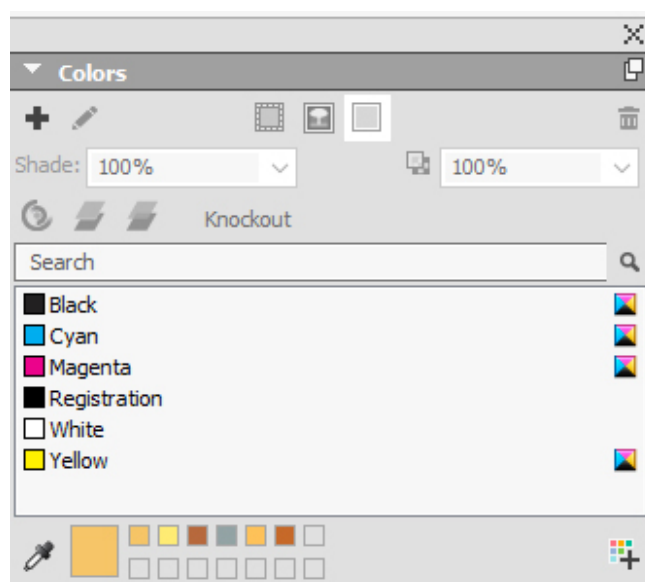 Colors
Shade: 100% 100%
Knockout
Search
Black
Cyan
Magenta
Registration
White
Yellow